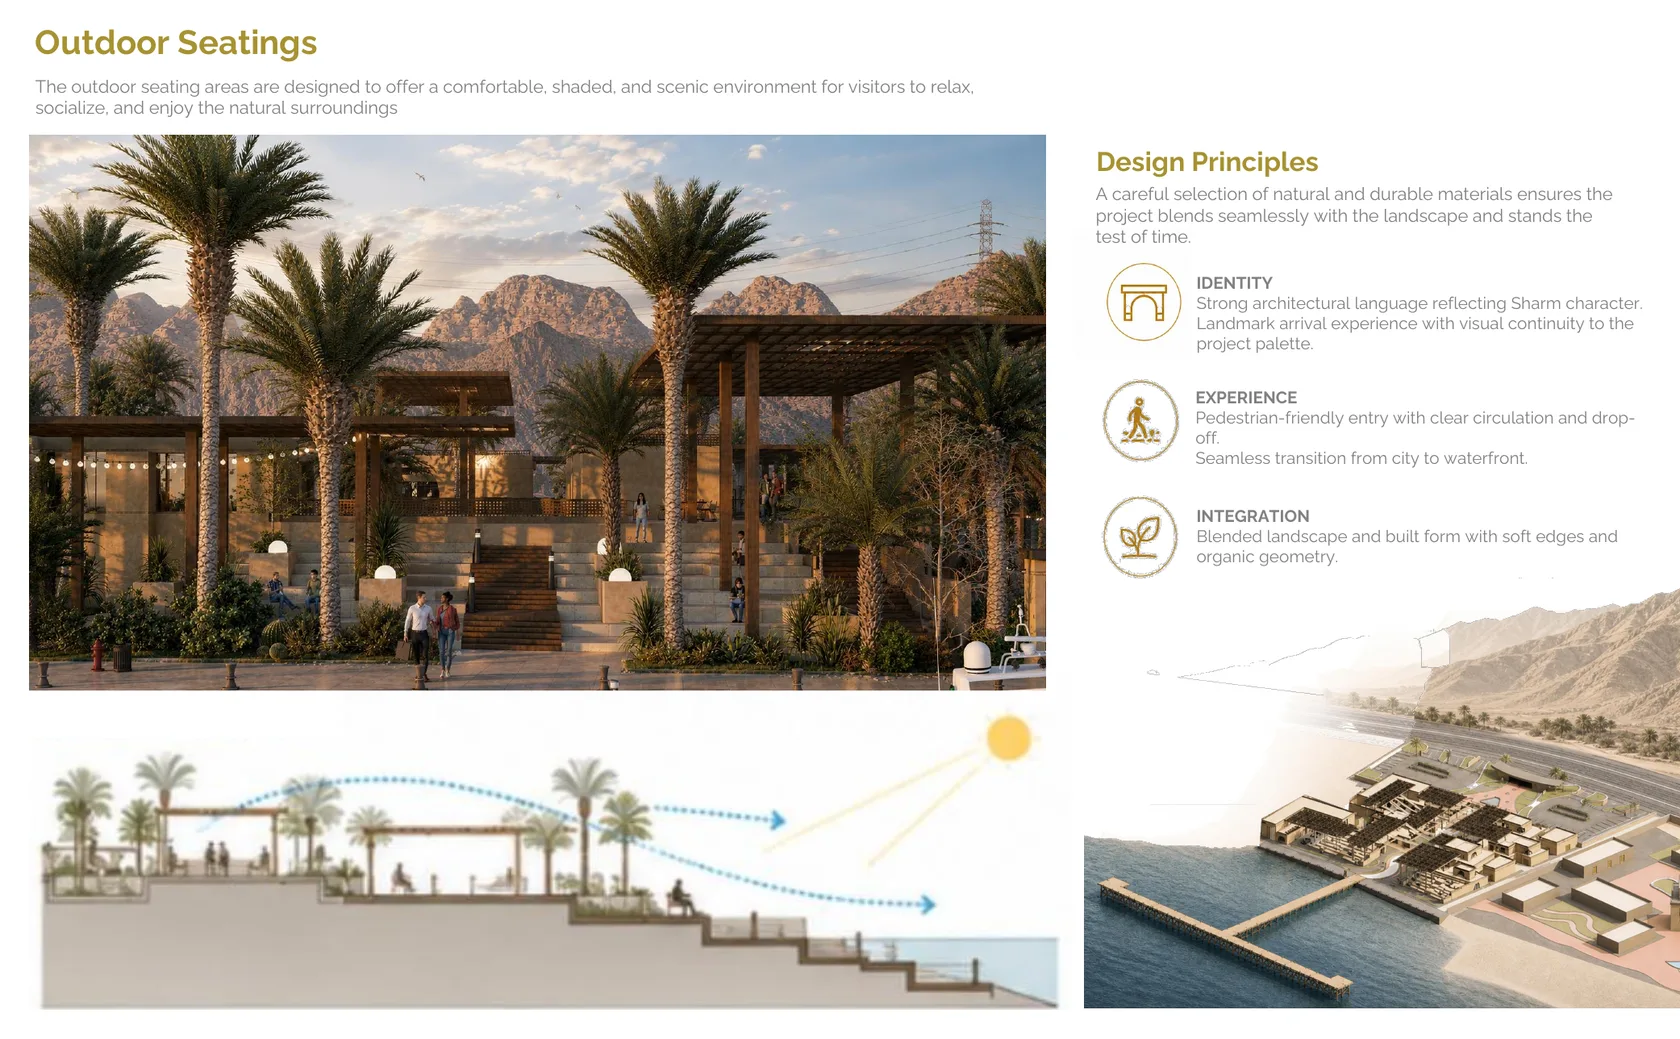 Outdoor Seatings
The outdoor seating areas are designed to offer a comfortable, shaded, and scenic environment for visitors to relax,
socialize, and enjoy the natural surroundings
Design Principles
A careful selection of natural and durable materials ensures the
project blends seamlessly with the landscape and stands the
test of time.
IDENTITY
Strong architectural language reflecting Sharm character.
Landmark arrival experience with visual continuity to the
project palette.
EXPERIENCE
Pedestrian-friendly entry with clear circulation and drop-
off.
Seamless transition from city to waterfront.
INTEGRATION
Blended landscape and built form with soft edges and
organic geometry.